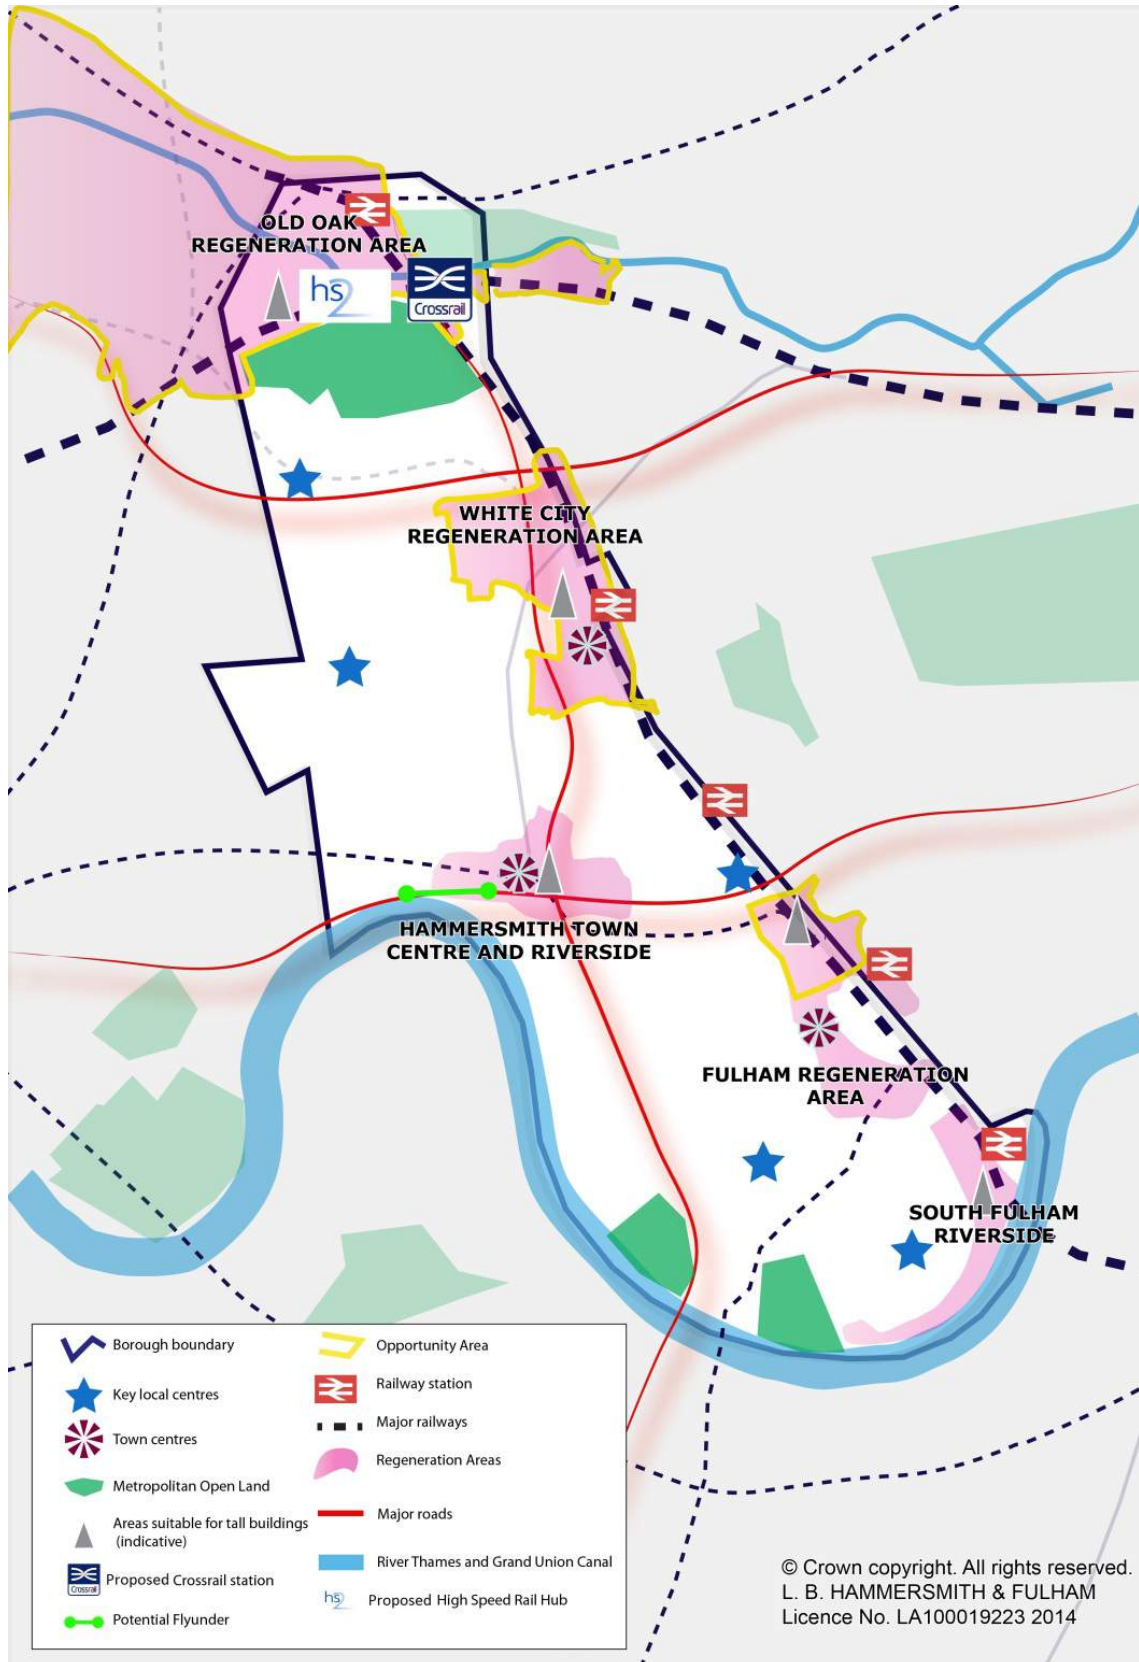 OLD OAK
REGENERATION AREA
hs2
Crossrail
WHITE CITY
REGENERATION AREA
HAMMERSMITH TOWN
CENTRE AND RIVERSIDE
FULHAM REGENERATION
AREA
SOUTH FULHAM
RIVERSIDE
Borough boundary
Key local centres
Town centres
Metropolitan Open Land
Areas suitable for tall buildings
(indicative)
Crossrail
Proposed Crossrail station
Potential Flyunder
Opportunity Area
Railway station
Major railways
Regeneration Areas
Major roads
River Thames and Grand Union Canal
hs2
Proposed High Speed Rail Hub
© Crown copyright. All rights reserved.
L. B. HAMMERSMITH & FULHAM
Licence No. LA100019223 2014